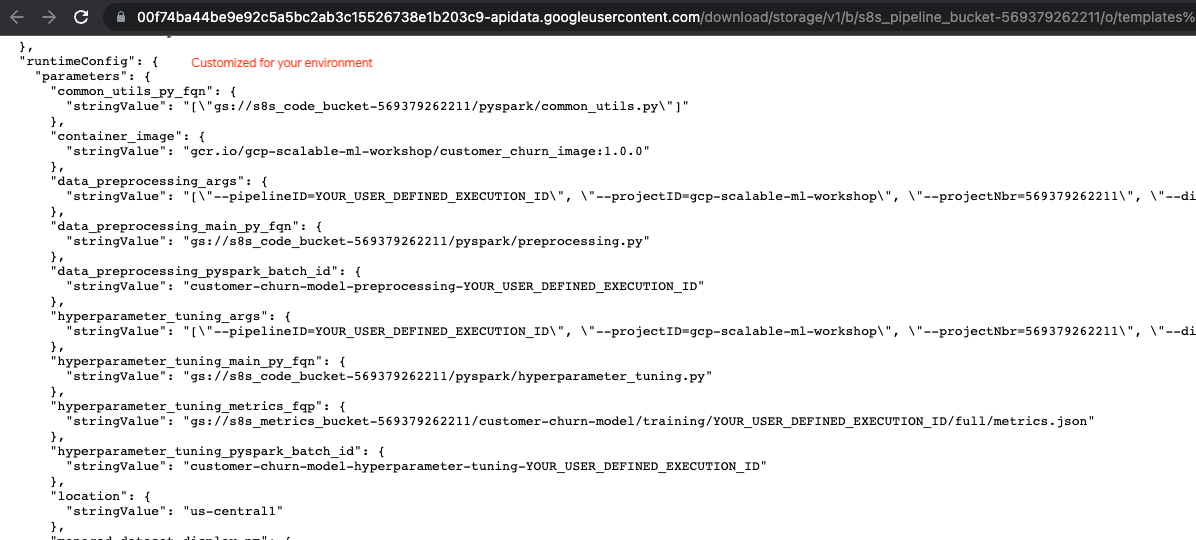 00f74ba44be9e92c5a5bc2ab3c15526738e1b203c9-apidata.googleusercontent.com/download/storage/v1/b/s8s_pipeline_bucket-569379262211/o/templates%
},
"runtimeConfig": { Customized for your environment
"parameters": {
"common_utils_py_fqn": {
"stringValue": "[\"gs://s8s_code_bucket-569379262211/pyspark/common_utils.py\"]"
},
"container_image": {
"stringValue": "gcr.io/gcp-scalable-ml-workshop/customer_churn_image:1.0.0"
},
"data_preprocessing_args": {
"stringValue": "[\"--pipelineID=YOUR_USER_DEFINED_EXECUTION_ID\", \"--projectID=gcp-scalable-ml-workshop\", \"--projectNbr=569379262211\", \"--di
},
"data_preprocessing_main_py_fqn": {
"stringValue": "gs://s8s_code_bucket-569379262211/pyspark/preprocessing.py"
},
"data_preprocessing_pyspark_batch_id": {
"stringValue": "customer-churn-model-preprocessing-YOUR_USER_DEFINED_EXECUTION_ID"
},
"hyperparameter_tuning_args": {
"stringValue": "[\"--pipelineID=YOUR_USER_DEFINED_EXECUTION_ID\", \"--projectID=gcp-scalable-ml-workshop\", \"--projectNbr=569379262211\", \"--di
},
"hyperparameter_tuning_main_py_fqn": {
"stringValue": "gs://s8s_code_bucket-569379262211/pyspark/hyperparameter_tuning.py"
},
"hyperparameter_tuning_metrics_fqp": {
"stringValue": "gs://s8s_metrics_bucket-569379262211/customer-churn-model/training/YOUR_USER_DEFINED_EXECUTION_ID/full/metrics.json"
},
"hyperparameter_tuning_pyspark_batch_id": {
"stringValue": "customer-churn-model-hyperparameter-tuning-YOUR_USER_DEFINED_EXECUTION_ID"
},
"location": {
"stringValue": "us-central1"
},